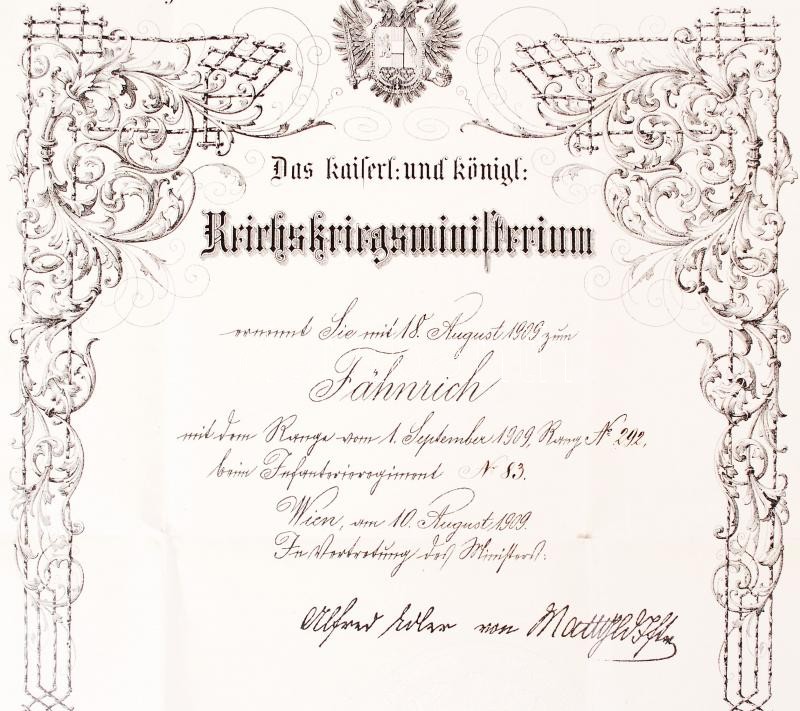 Das kaiserl: und königl:
Reichskriegsministerium
ernennt Sie mit 18. August 1909 zum
Fähnrich
mit dem Range vom 1. September 1909, Rang № 292,
beim Infanterieregiment № 83.
Wien, am 10. August 1909.
In Vertretung des Ministers:
Alfred Edler von